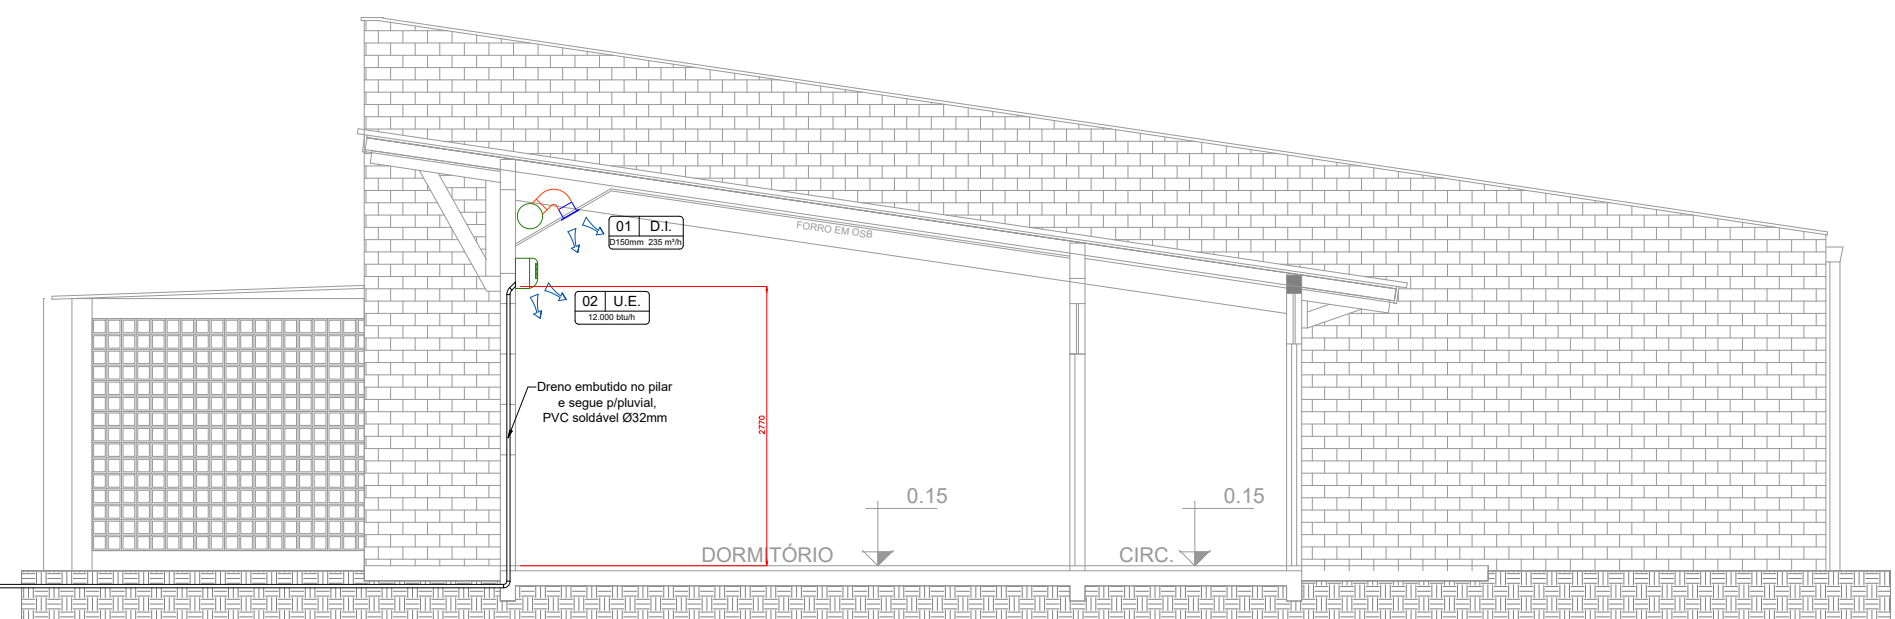 01 D.I.
D150mm 235 m³/h
FORRO EM OSB
02 U.E.
12.000 btu/h
Dreno embutido no pilar
e segue p/pluvial,
PVC soldável Ø32mm
2770
0.15
0.15
DORMITÓRIO
CIRC.